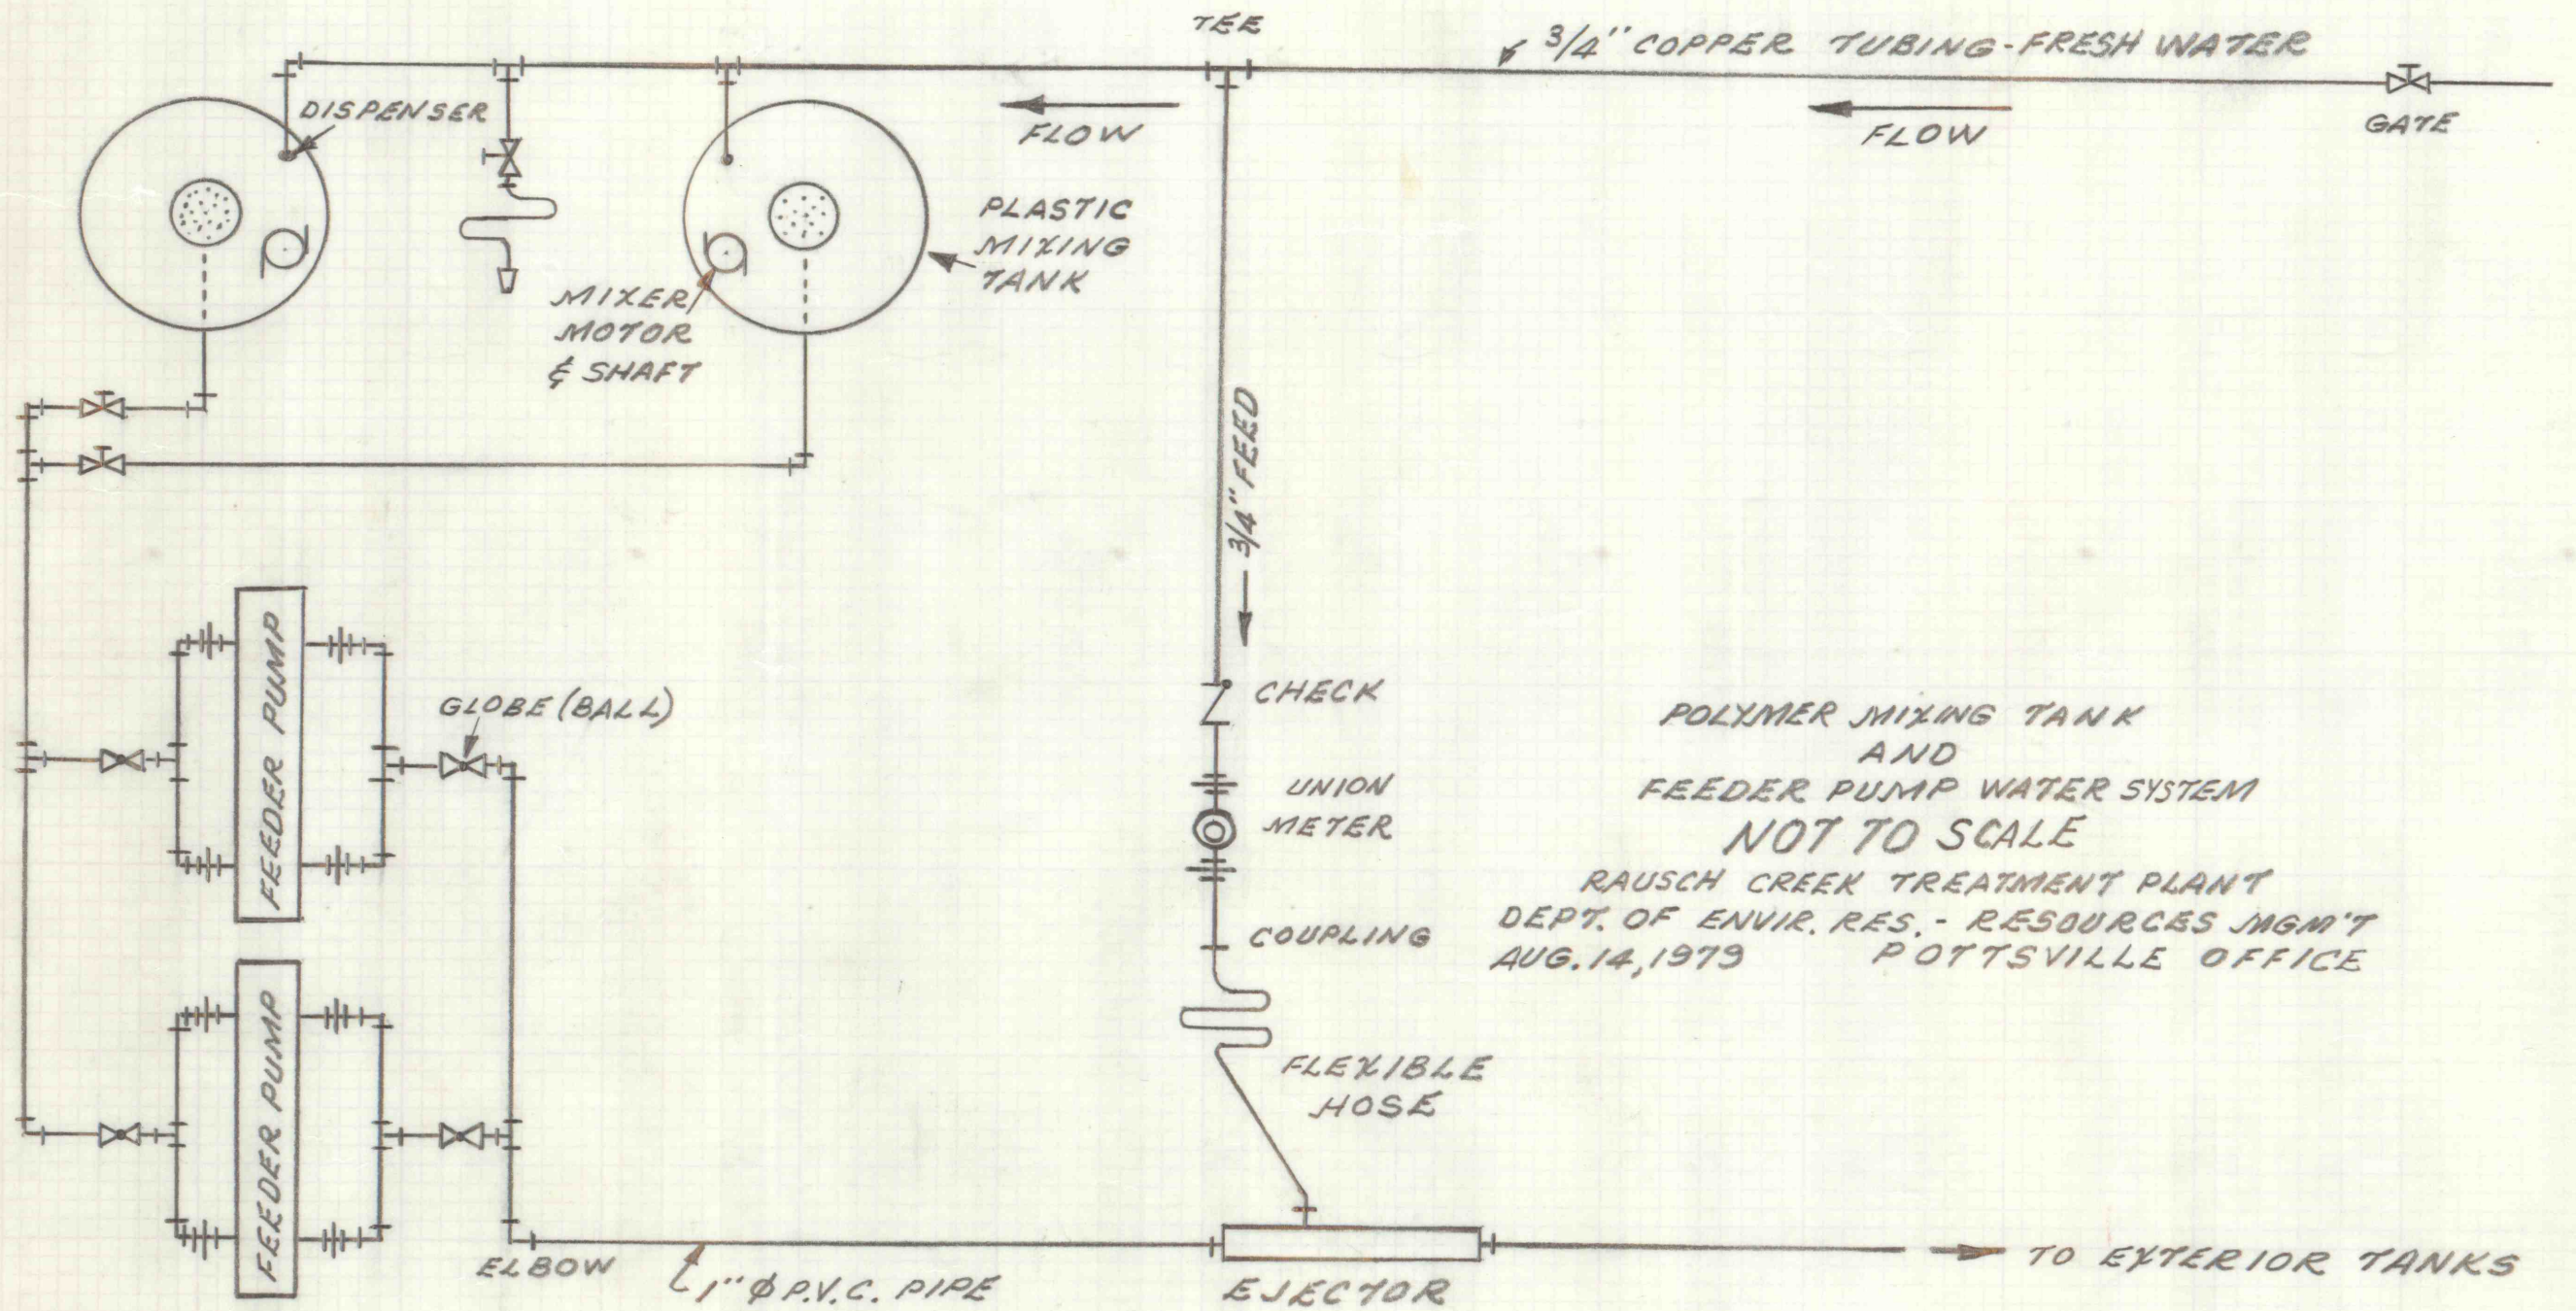 TEE
3/4" COPPER TUBING-FRESH WATER
DISPENSER
FLOW
FLOW
GATE
PLASTIC
MIXING
TANK
MIXER
MOTOR
& SHAFT
3/4" FEED
FEEDER PUMP
GLOBE (BALL)
CHECK
UNION
METER
COUPLING
FLEXIBLE
HOSE
POLYMER MIXING TANK
AND
FEEDER PUMP WATER SYSTEM
NOT TO SCALE
RAUSCH CREEK TREATMENT PLANT
DEPT. OF ENVIR. RES. - RESOURCES MGM'T
AUG. 14, 1979 POTTSVILLE OFFICE
FEEDER PUMP
ELBOW
1" Φ P.V.C. PIPE
EJECTOR
TO EXTERIOR TANKS